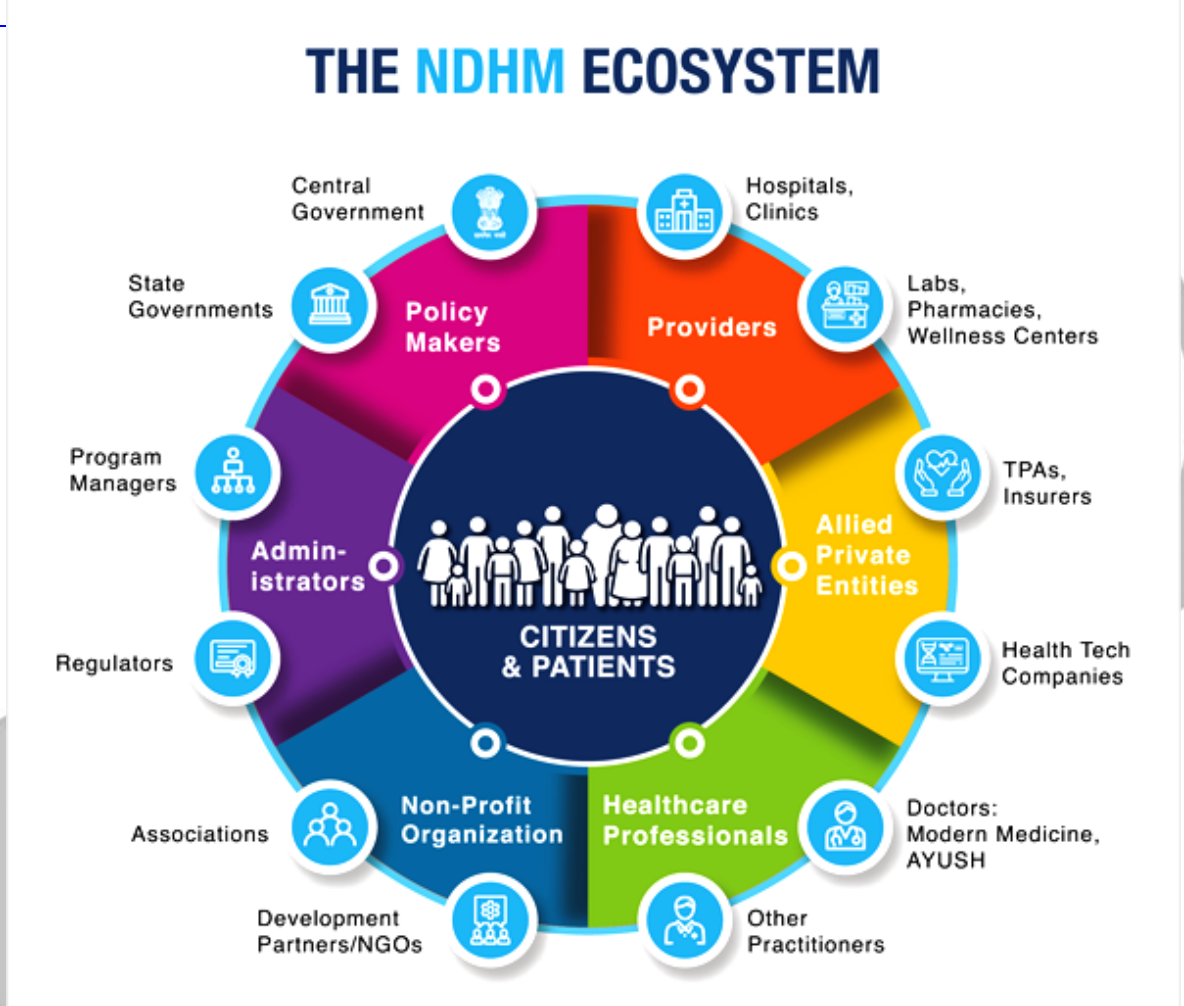 THE NDHM ECOSYSTEM
Central
Government
Hospitals,
Clinics
State
Governments
Labs,
Pharmacies,
Wellness Centers
Policy
Makers
Providers
Program
Managers
TPAs,
Insurers
Admin-
istrators
Allied
Private
Entities
CITIZENS
& PATIENTS
Regulators
Health Tech
Companies
Non-Profit
Organization
Healthcare
Professionals
Associations
Doctors:
Modern Medicine,
AYUSH
Development
Partners/NGOs
Other
Practitioners